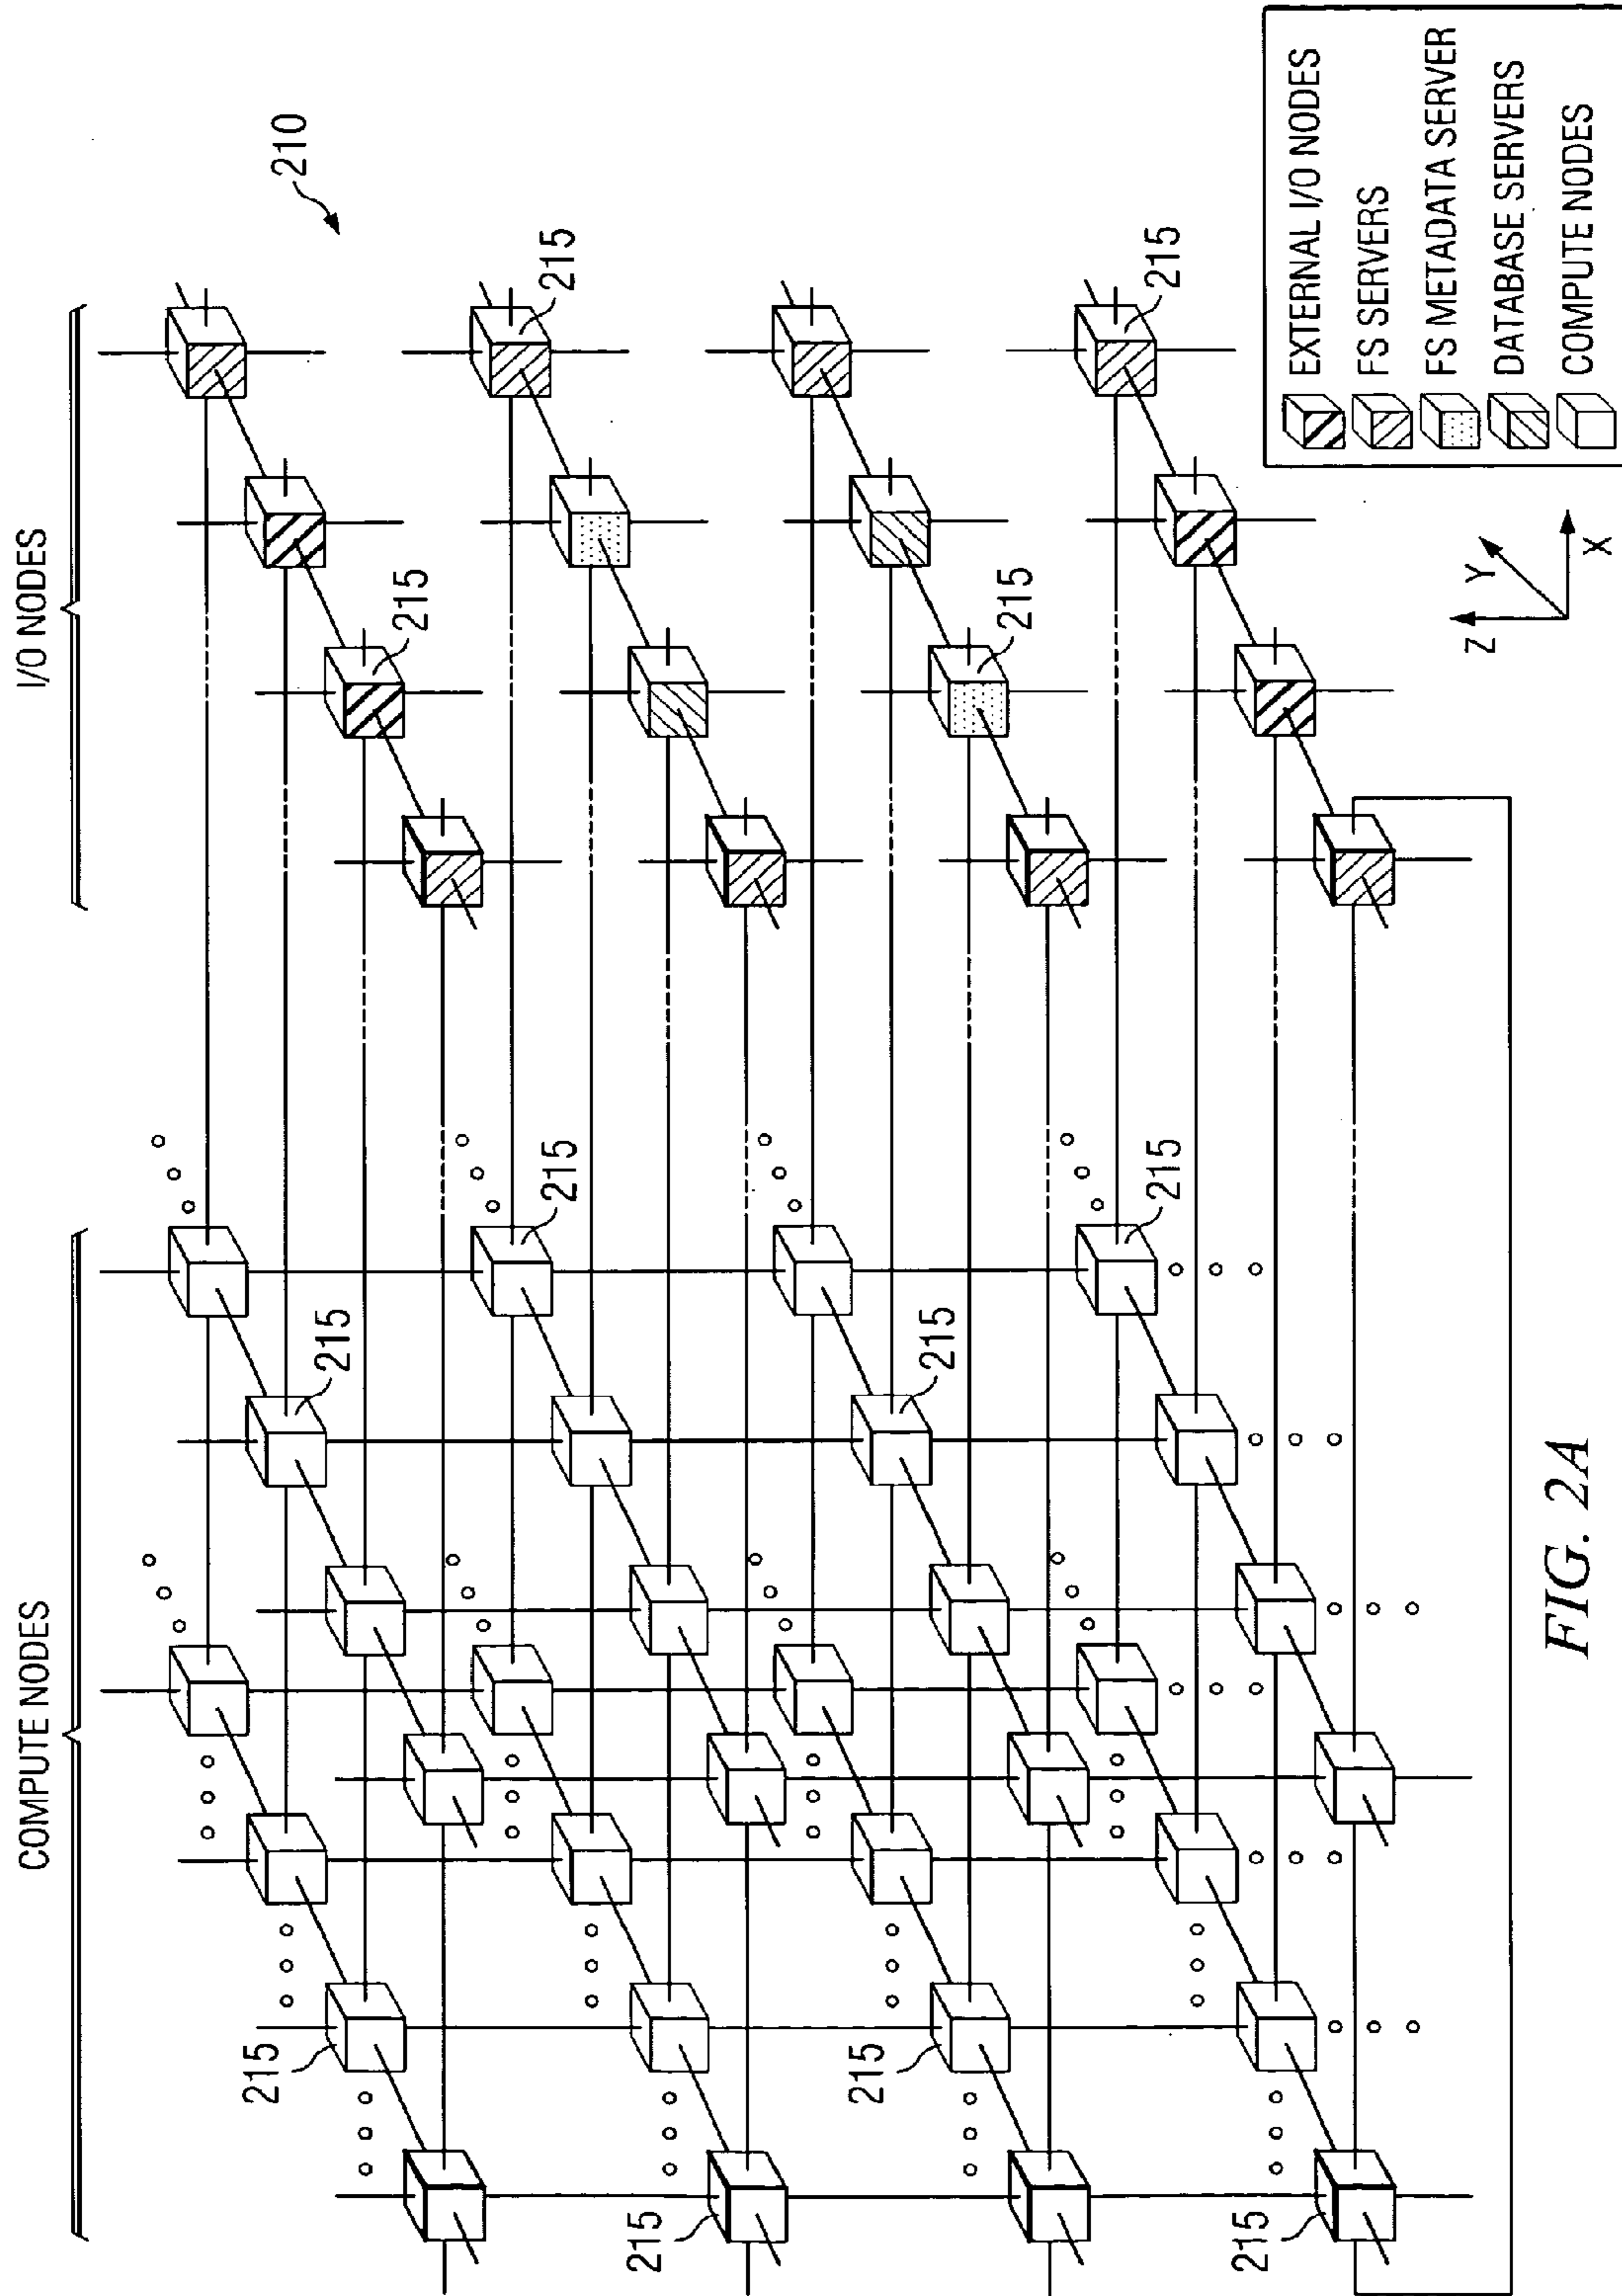 COMPUTE NODES
I/O NODES
210
215
215
215
215
215
215
215
215
215
215
215
215
215
Z
Y
X
EXTERNAL I/O NODES
FS SERVERS
FS METADATA SERVER
DATABASE SERVERS
COMPUTE NODES
FIG. 2A